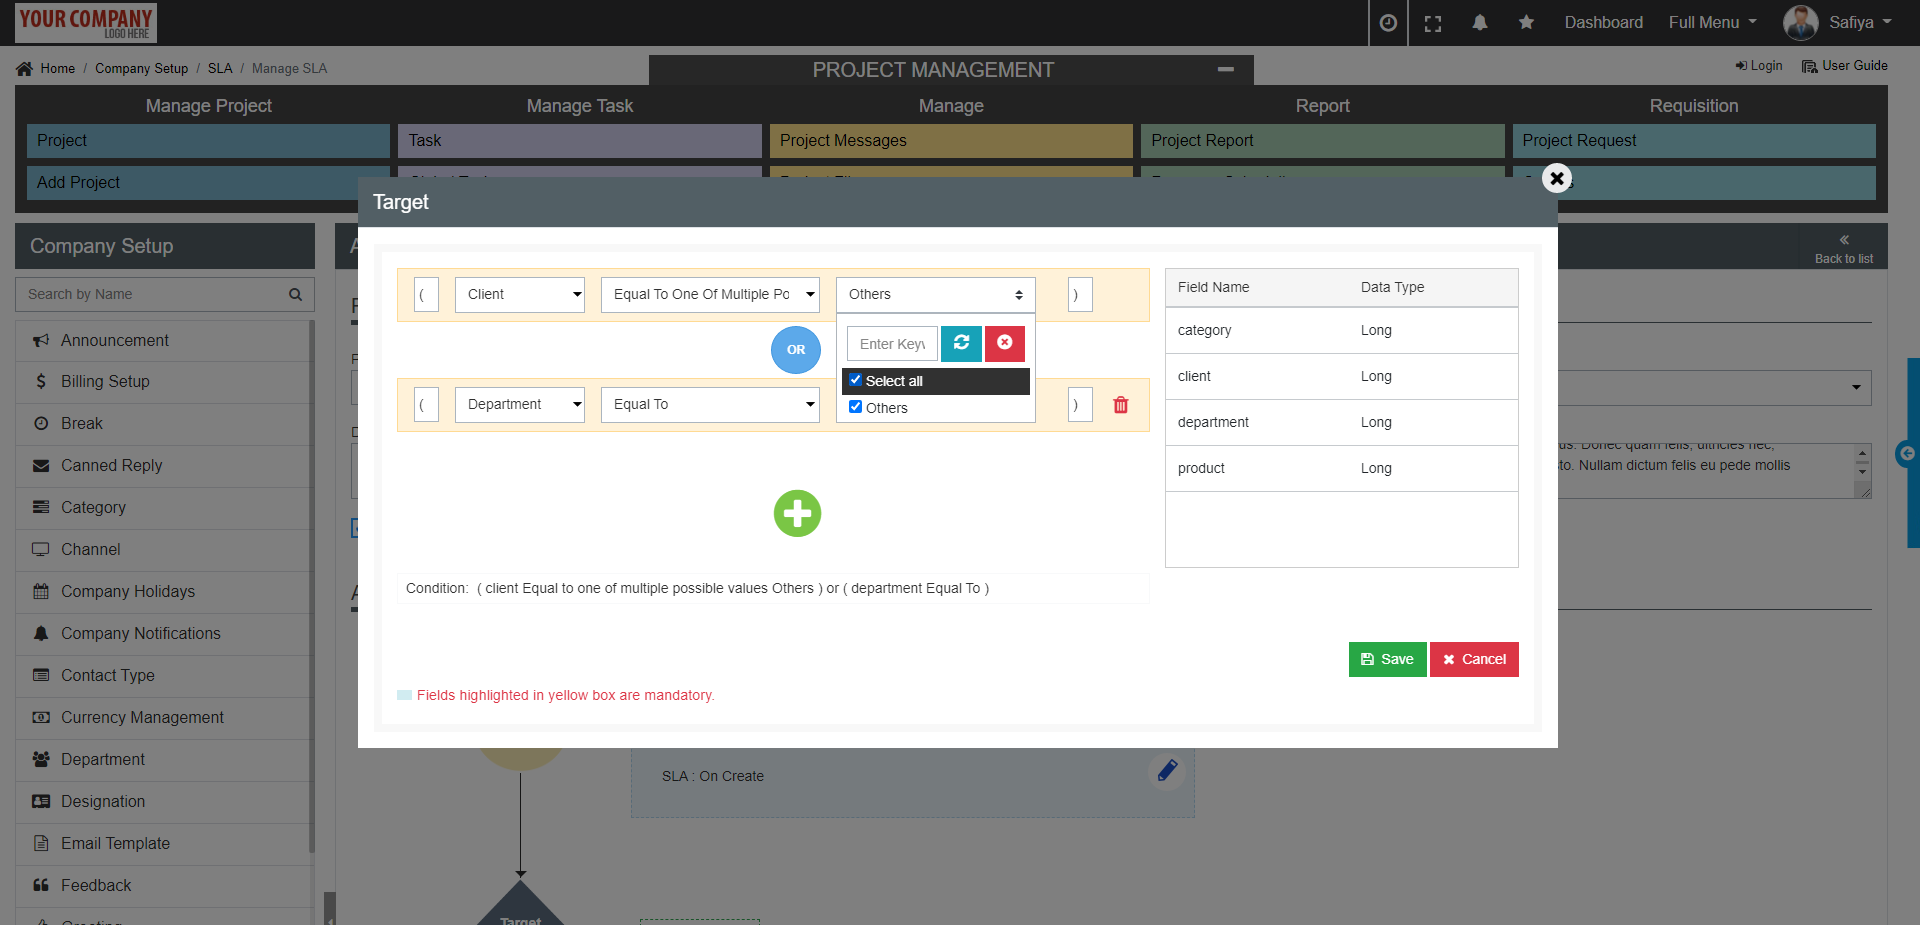 YOUR COMPANY
LOGO HERE
Dashboard
Full Menu
Safiya
Home / Company Setup / SLA / Manage SLA
PROJECT MANAGEMENT
Login
User Guide
Manage Project
Manage Task
Manage
Report
Requisition
Project
Task
Project Messages
Project Report
Project Request
Add Project
Target
Company Setup
Back to list
Search by Name
Announcement
Billing Setup
Break
Canned Reply
Category
Channel
Company Holidays
Company Notifications
Contact Type
Currency Management
Department
Designation
Email Template
Feedback
( Client Equal To One Of Multiple Po Others )
Enter Keyv
OR
Select all
Others
( Department Equal To )
Condition: ( client Equal to one of multiple possible values Others ) or ( department Equal To )
Field Name Data Type
category Long
client Long
department Long
product Long
Save
Cancel
Fields highlighted in yellow box are mandatory.
us. Donec quam felis, ultricies nec,
sto. Nullam dictum felis eu pede mollis
SLA : On Create
Target